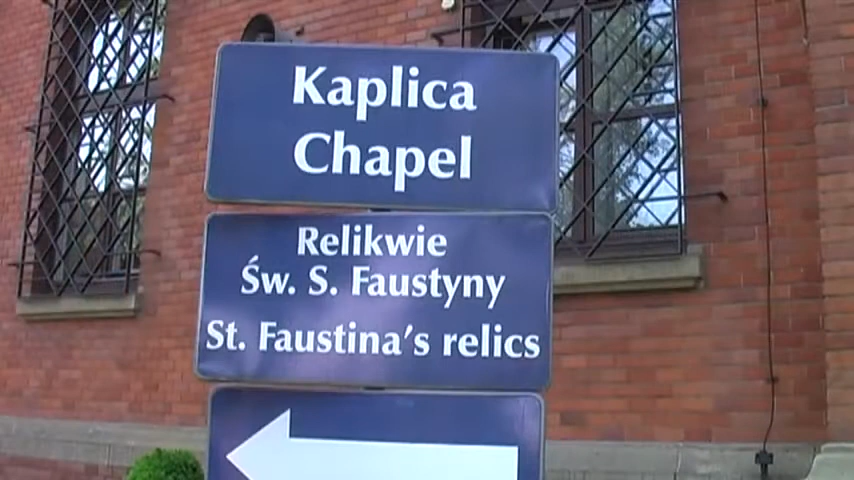 Kaplica
Chapel
Relikwie
Św. S. Faustyny
St. Faustina's relics